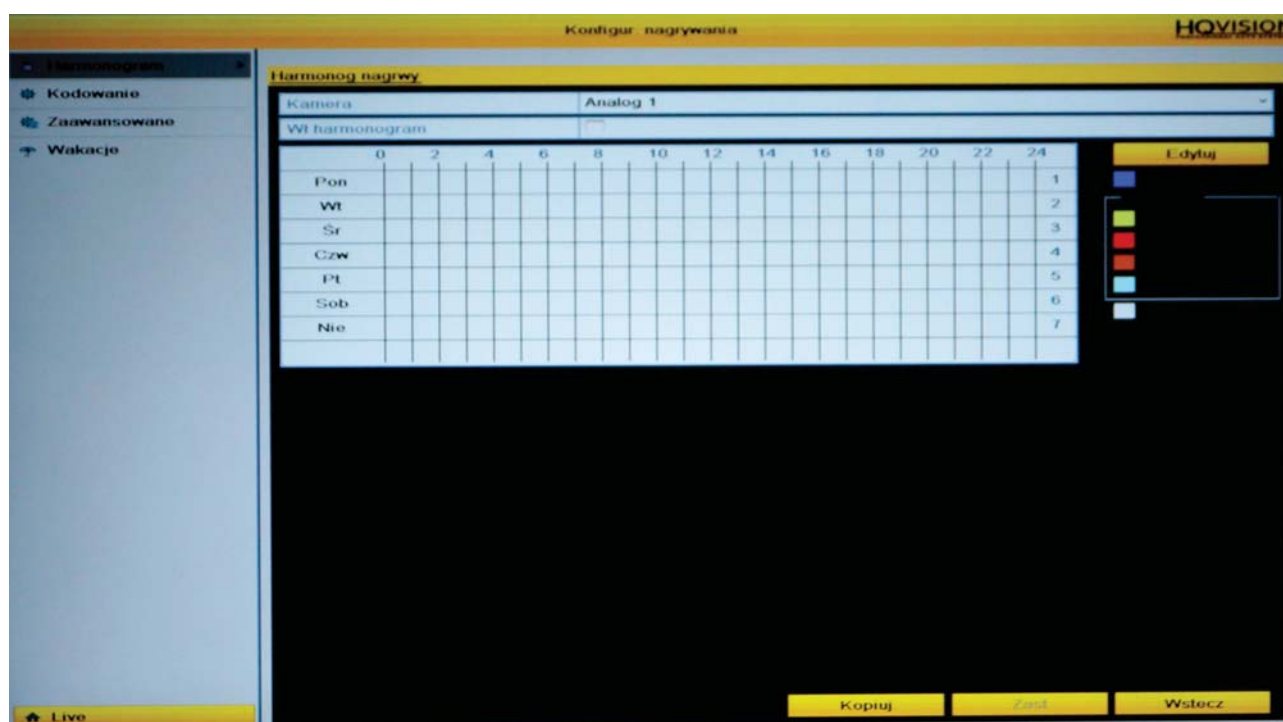 Konfigur. nagrywania
HQVISION
Harmonogram
Kodowanie
Zaawansowane
Wakacje
Harmonog nagrwy
Kamera Analog 1
Wł harmonogram
0 2 4 6 8 10 12 14 16 18 20 22 24
Edytuj
Pon 1
Wt 2
Śr 3
Czw 4
Pt 5
Sob 6
Nie 7
Kopiuj
Zast
Wstecz
Live